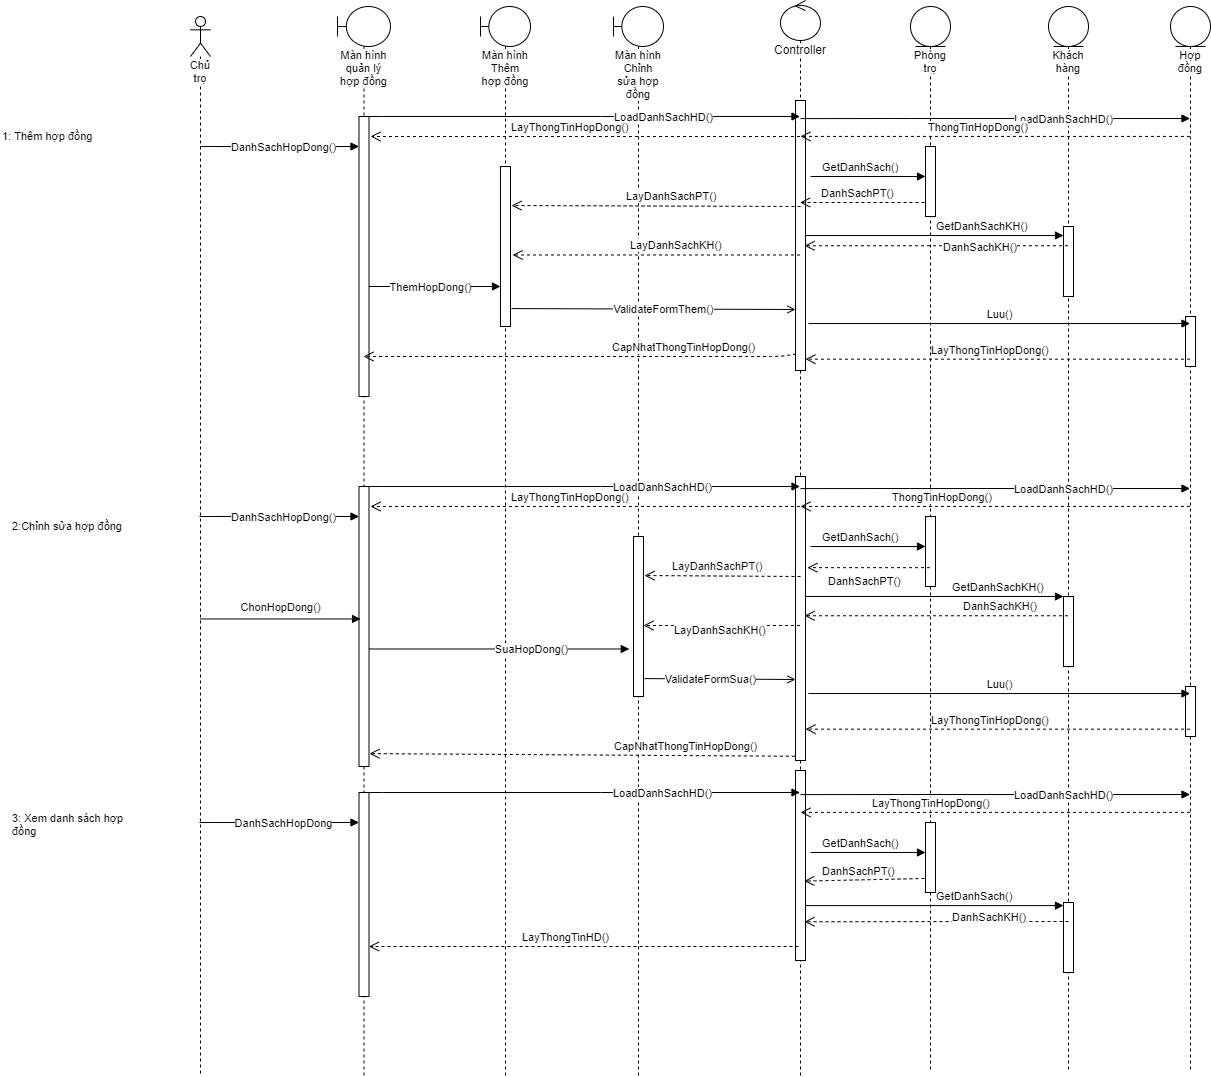 Chủ
trọ
Màn hình
quản lý
hợp đồng
Màn hình
Thêm
hợp đồng
Màn hình
Chỉnh
sửa hợp
đồng
Controller
Phòng
trọ
Khách
hàng
Hợp
đồng
1: Thêm hợp đồng
LoadDanhSachHD()
LoadDanhSachHD()
LayThongTinHopDong()
ThongTinHopDong()
DanhSachHopDong()
GetDanhSach()
DanhSachPT()
LayDanhSachPT()
GetDanhSachKH()
DanhSachKH()
LayDanhSachKH()
ThemHopDong()
ValidateFormThem()
Luu()
CapNhatThongTinHopDong()
LayThongTinHopDong()
2:Chỉnh sửa hợp đồng
LoadDanhSachHD()
LoadDanhSachHD()
LayThongTinHopDong()
ThongTinHopDong()
DanhSachHopDong()
GetDanhSach()
LayDanhSachPT()
DanhSachPT()
GetDanhSachKH()
ChonHopDong()
DanhSachKH()
LayDanhSachKH()
SuaHopDong()
ValidateFormSua()
Luu()
LayThongTinHopDong()
CapNhatThongTinHopDong()
3: Xem danh sách hợp
đồng
LoadDanhSachHD()
LoadDanhSachHD()
LayThongTinHopDong()
DanhSachHopDong
GetDanhSach()
DanhSachPT()
GetDanhSach()
DanhSachKH()
LayThongTinHD()